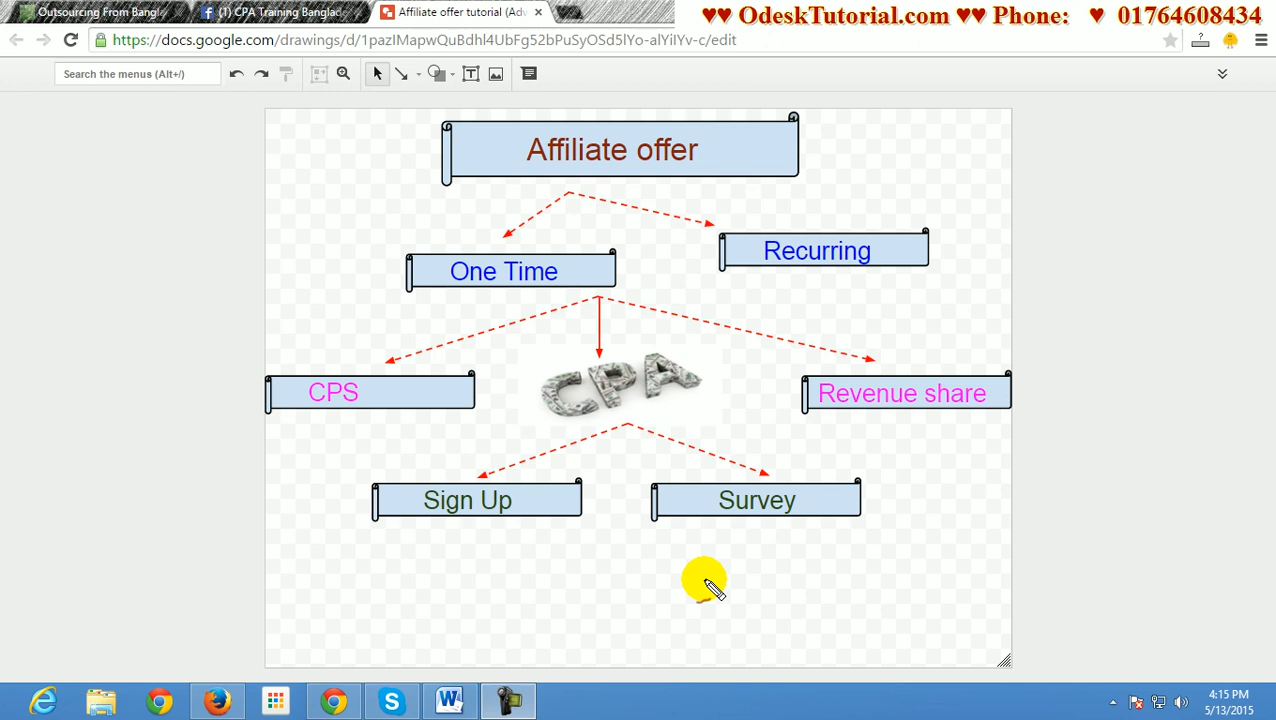 Outsourcing From Bangla
(1) CPA Training Banglad
Affiliate offer tutorial (Adv
♥♥ OdeskTutorial.com ♥♥ Phone: ♥ 01764608434
https://docs.google.com/drawings/d/1pazIMapwQuBdhl4UbFg52bPuSyOSd5lYo-alYiIYv-c/edit
Search the menus (Alt+/)
Affiliate offer
Recurring
One Time
CPS
CPA
Revenue share
Sign Up
Survey
4:15 PM
5/13/2015